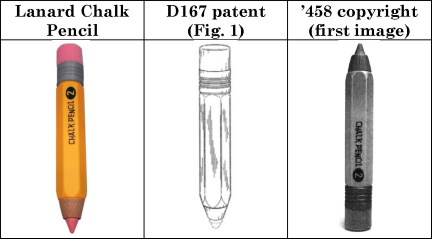 Lanard Chalk Pencil
D167 patent (Fig. 1)
'458 copyright (first image)
CHALK PENCIL 2
CHALK PENCIL 2